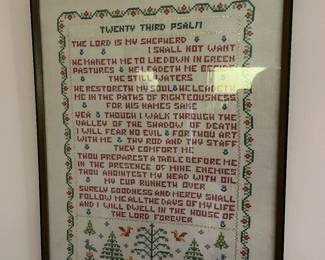 TWENTY THIRD PSALM
THE LORD IS MY SHEPHERD
I SHALL NOT WANT
HE MAKETH ME TO LIE DOWN IN GREEN
PASTURES HE LEADETH ME BESIDE
THE STILL WATERS
HE RESTORETH MY SOUL HE LEADETH
ME IN THE PATHS OF RIGHTEOUSNESS
FOR HIS NAMES SAKE
YEA THOUGH I WALK THROUGH THE
VALLEY OF THE SHADOW OF DEATH
I WILL FEAR NO EVIL FOR THOU ART
WITH ME THY ROD AND THY STAFF
THEY COMFORT ME
THOU PREPAREST A TABLE BEFORE ME
IN THE PRESENCE OF MINE ENEMIES
THOU ANOINTEST MY HEAD WITH OIL
MY CUP RUNNETH OVER
SURELY GOODNESS AND MERCY SHALL
FOLLOW ME ALL THE DAYS OF MY LIFE
AND I WILL DWELL IN THE HOUSE OF
THE LORD FOREVER